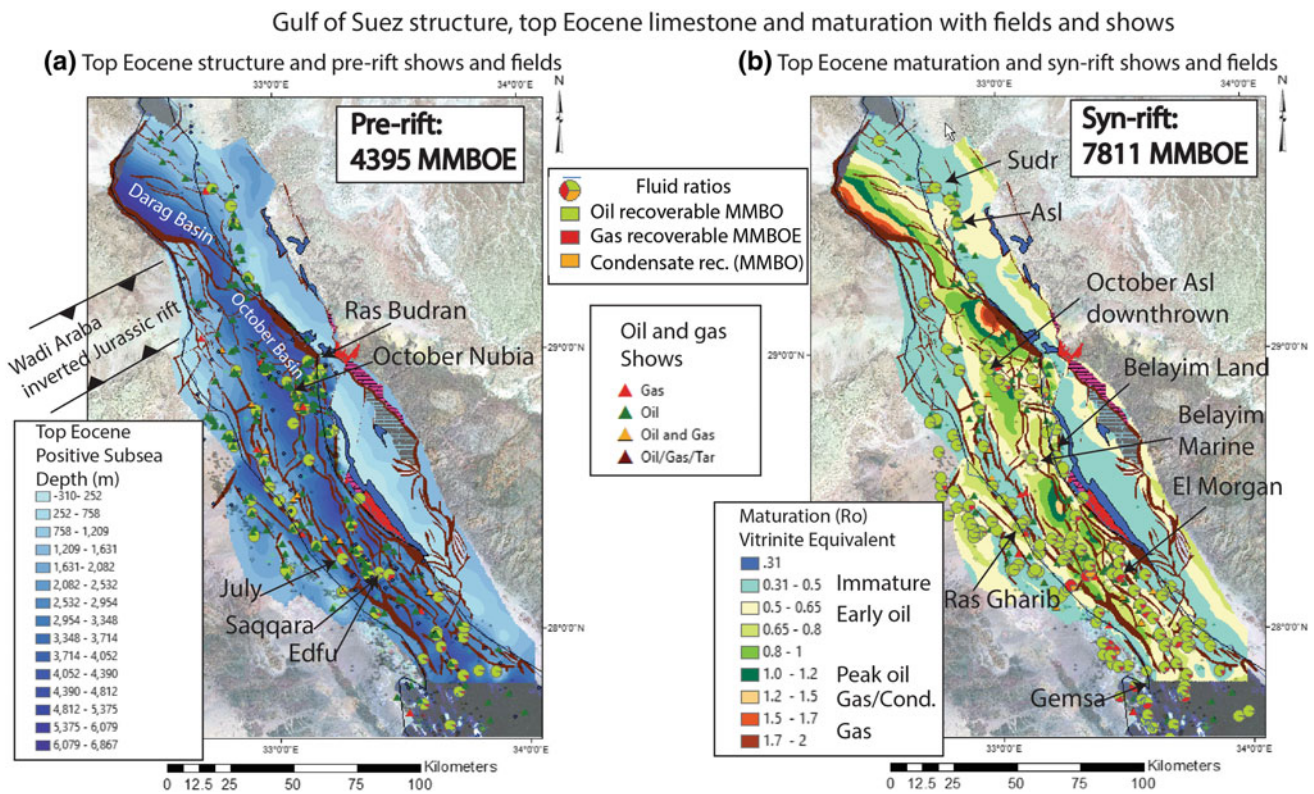 Gulf of Suez structure, top Eocene limestone and maturation with fields and shows
(a) Top Eocene structure and pre-rift shows and fields
33°0'0"E
34°0'0"E
N
Pre-rift:
4395 MMBOE
Darag Basin
October Basin
Wadi Araba
inverted Jurassic rift
Ras Budran
October Nubia
29°0'0"N
July
Saqqara
Edfu
28°0'0"N
Top Eocene
Positive Subsea
Depth (m)
-310- 252
252 - 758
758 - 1,209
1,209 - 1,631
1,631- 2,082
2,082 - 2,532
2,532 - 2,954
2,954 - 3,348
3,348 - 3,714
3,714 - 4,052
4,052 - 4,390
4,390 - 4,812
4,812 - 5,375
5,375 - 6,079
6,079 - 6,867
33°0'0"E
34°0'0"E
Kilometers
0 12.5 25 50 75 100
Fluid ratios
Oil recoverable MMBO
Gas recoverable MMBOE
Condensate rec. (MMBO)
Oil and gas
Shows
Gas
Oil
Oil and Gas
Oil/Gas/Tar
(b) Top Eocene maturation and syn-rift shows and fields
33°0'0"E
34°0'0"E
N
Syn-rift:
7811 MMBOE
Sudr
Asl
October Asl
downthrown
29°0'0"N
29°0'0"N
Belayim Land
Belayim
Marine
El Morgan
Ras Gharib
28°0'0"N
Gemsa
Maturation (Ro)
Vitrinite Equivalent
.31
0.31 - 0.5 Immature
0.5 - 0.65 Early oil
0.65 - 0.8
0.8 - 1
1.0 - 1.2 Peak oil
1.2 - 1.5 Gas/Cond.
1.5 - 1.7 Gas
1.7 - 2
33°0'0"E
34°0'0"E
Kilometers
0 12.5 25 50 75 100